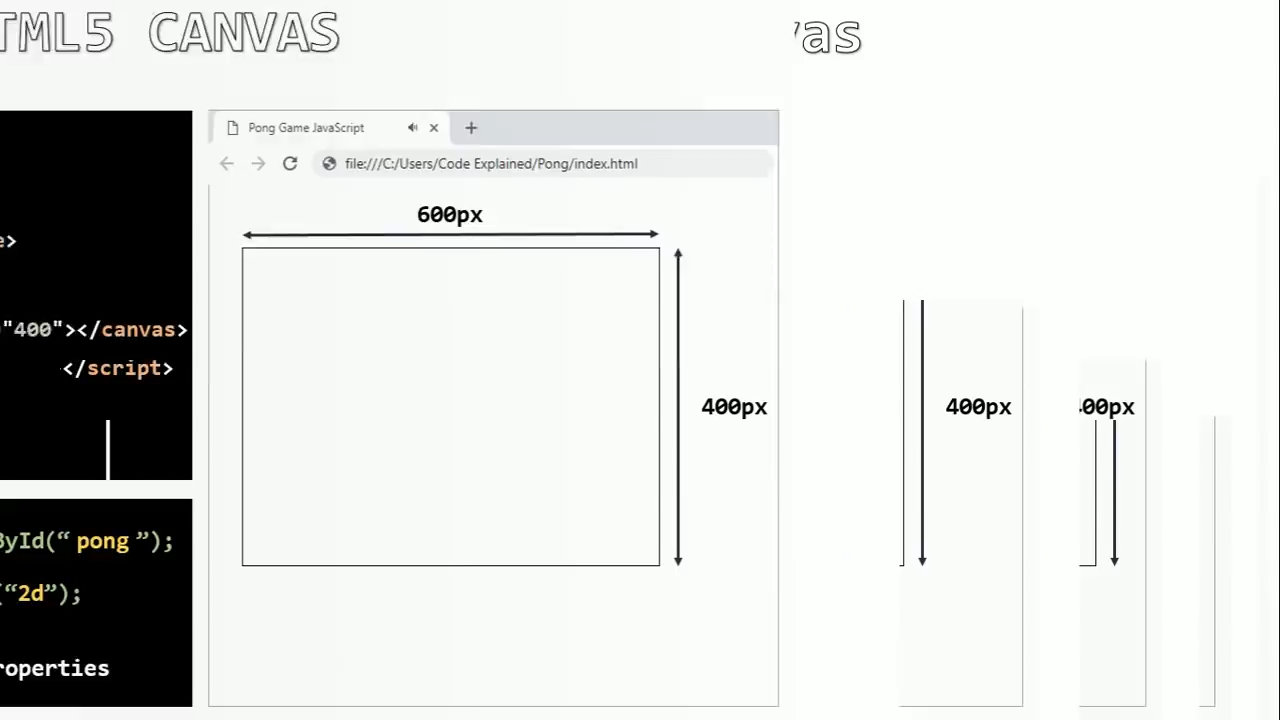 TML5 CANVAS
vas
Pong Game JavaScript
file:///C:/Users/Code Explained/Pong/index.html
600px
e>
"400"></canvas>
</script>
400px
400px
400px
ById(“ pong ”);
(“2d”);
roperties